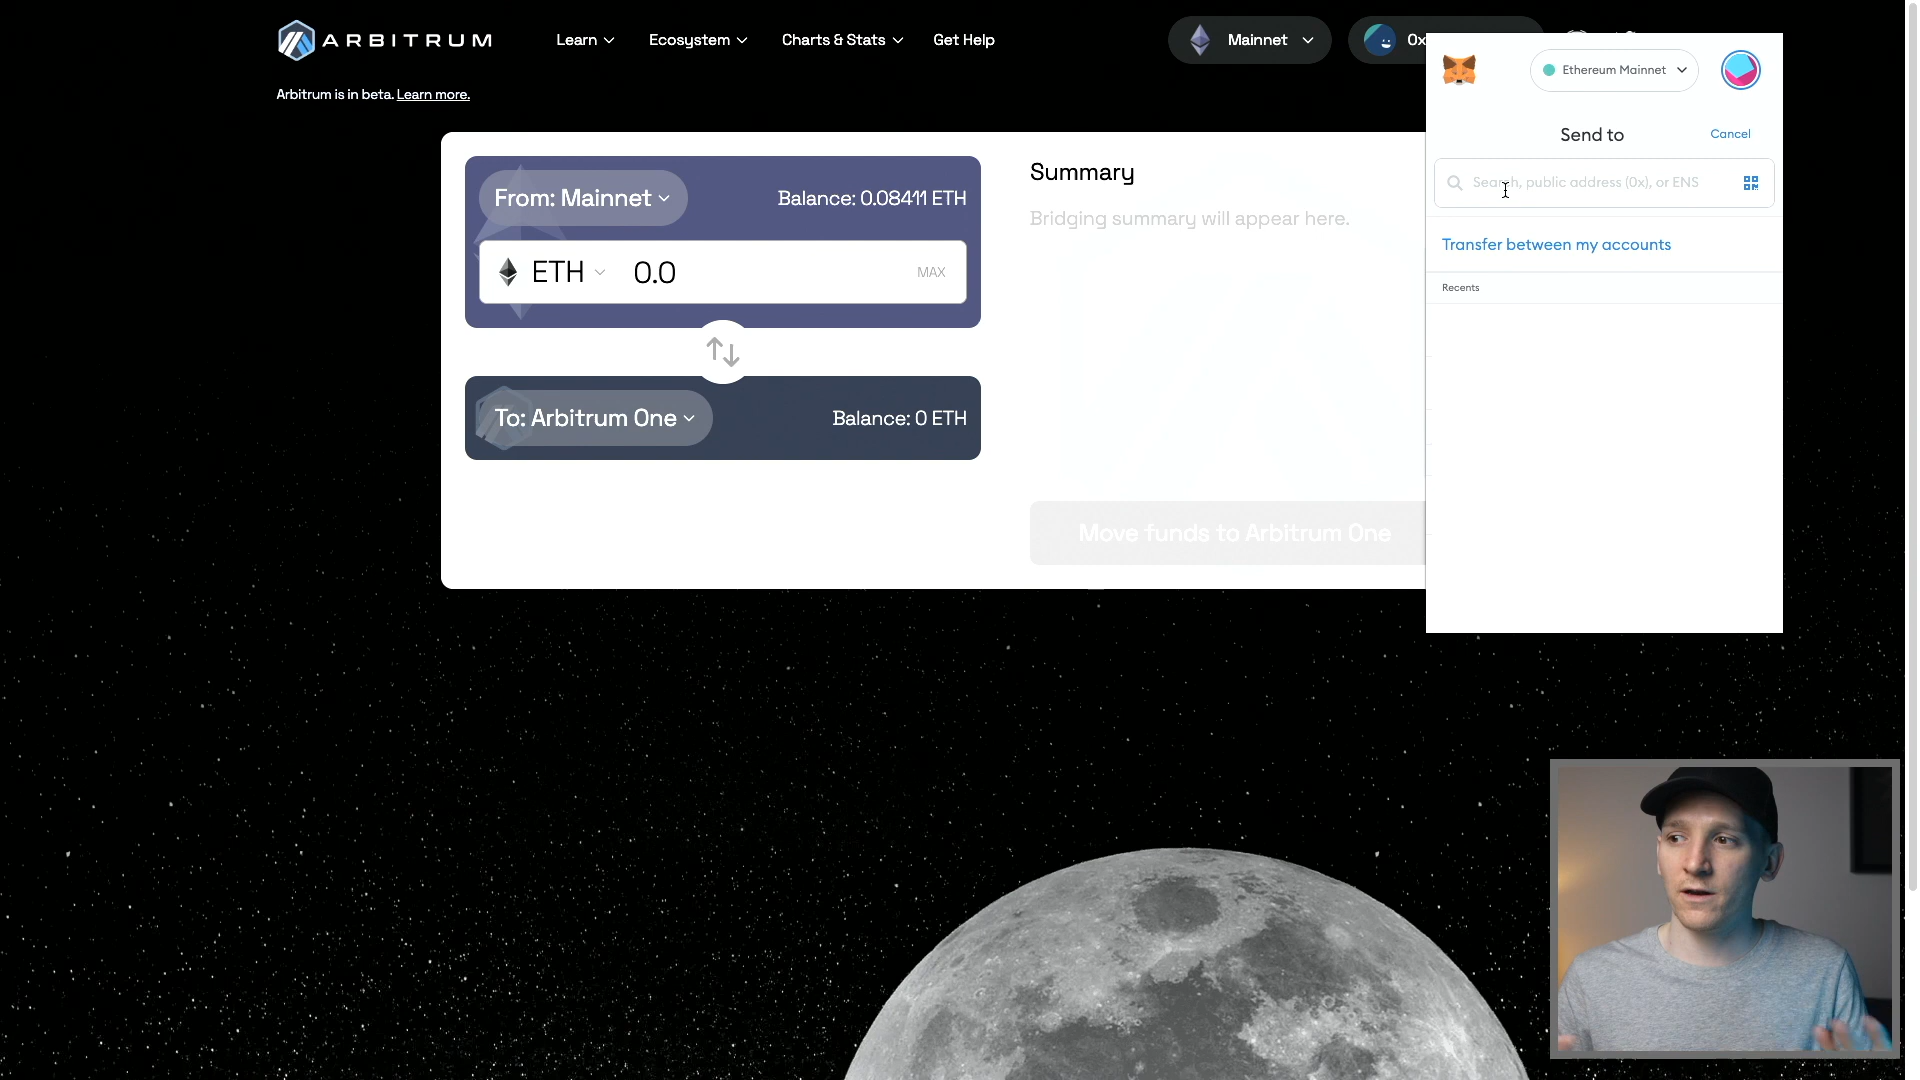 ARBITRUM
Learn
Ecosystem
Charts & Stats
Get Help
Mainnet
0x
Arbitrum is in beta. Learn more.
From: Mainnet
Balance: 0.08411 ETH
ETH
0.0
MAX
To: Arbitrum One
Balance: 0 ETH
Summary
Bridging summary will appear here.
Move funds to Arbitrum One
Ethereum Mainnet
Send to
Cancel
Search, public address (0x), or ENS
Transfer between my accounts
Recents